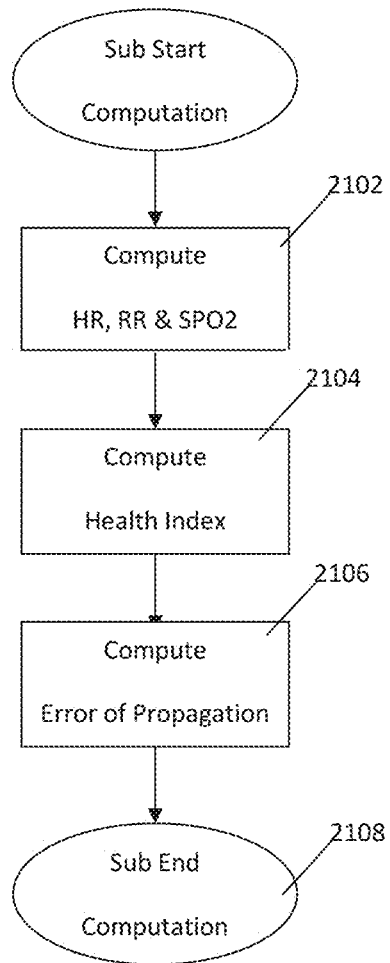 Sub Start
Computation
2102
Compute
HR, RR & SPO2
2104
Compute
Health Index
2106
Compute
Error of Propagation
2108
Sub End
Computation